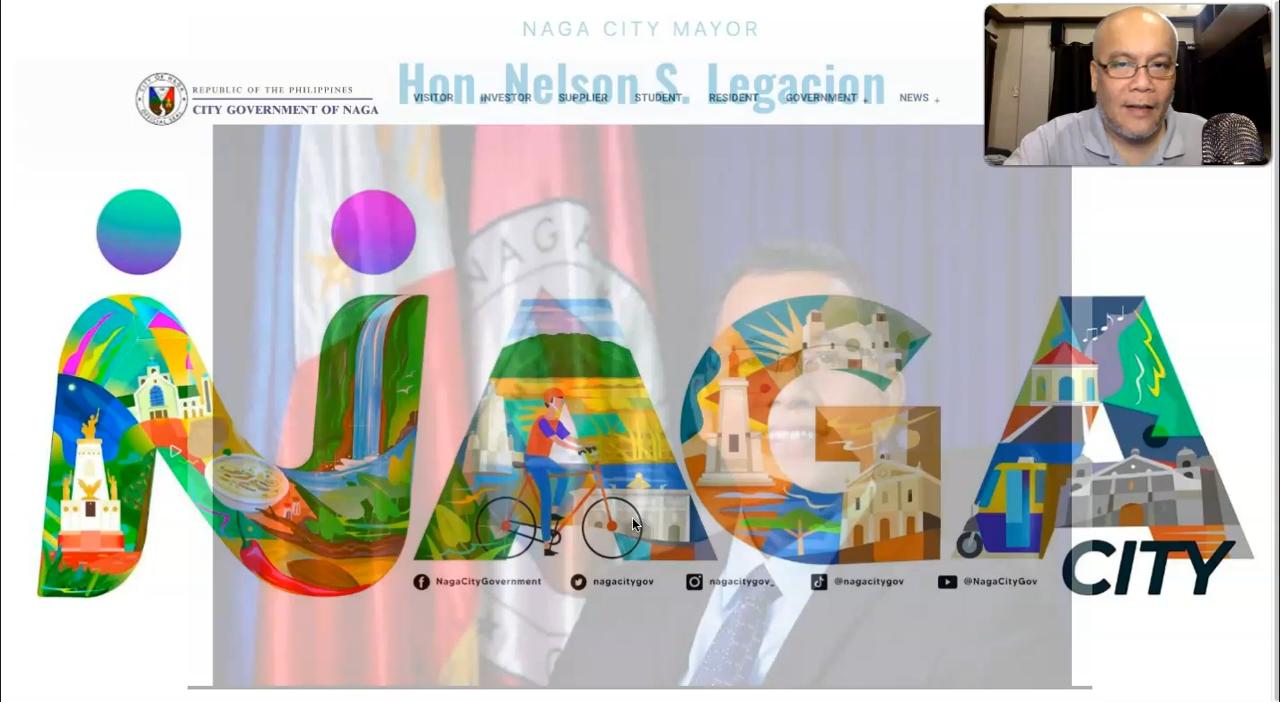 NAGA CITY MAYOR
Hon. Nelson S. Legacion
REPUBLIC OF THE PHILIPPINES
CITY GOVERNMENT OF NAGA
VISITOR INVESTOR SUPPLIER STUDENT RESIDENT GOVERNMENT + NEWS +
NAGA
NAGA
CITY
NagaCityGovernment nagacitygov nagacitygov_ @nagacitygov @NagaCityGov